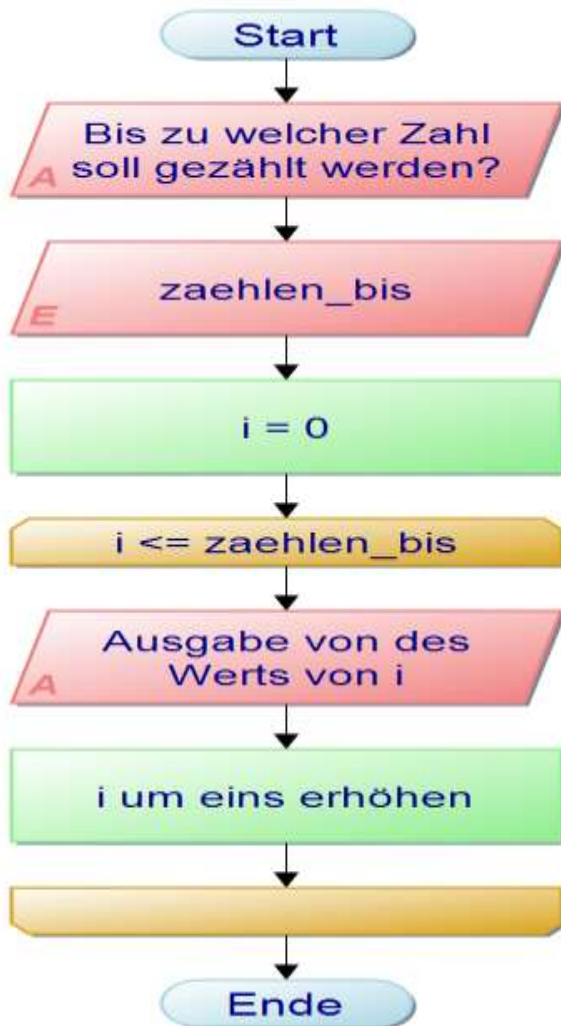 Start
Bis zu welcher Zahl
soll gezählt werden?
A
zaehlen_bis
E
i = 0
i <= zaehlen_bis
Ausgabe von des
Werts von i
A
i um eins erhöhen
Ende